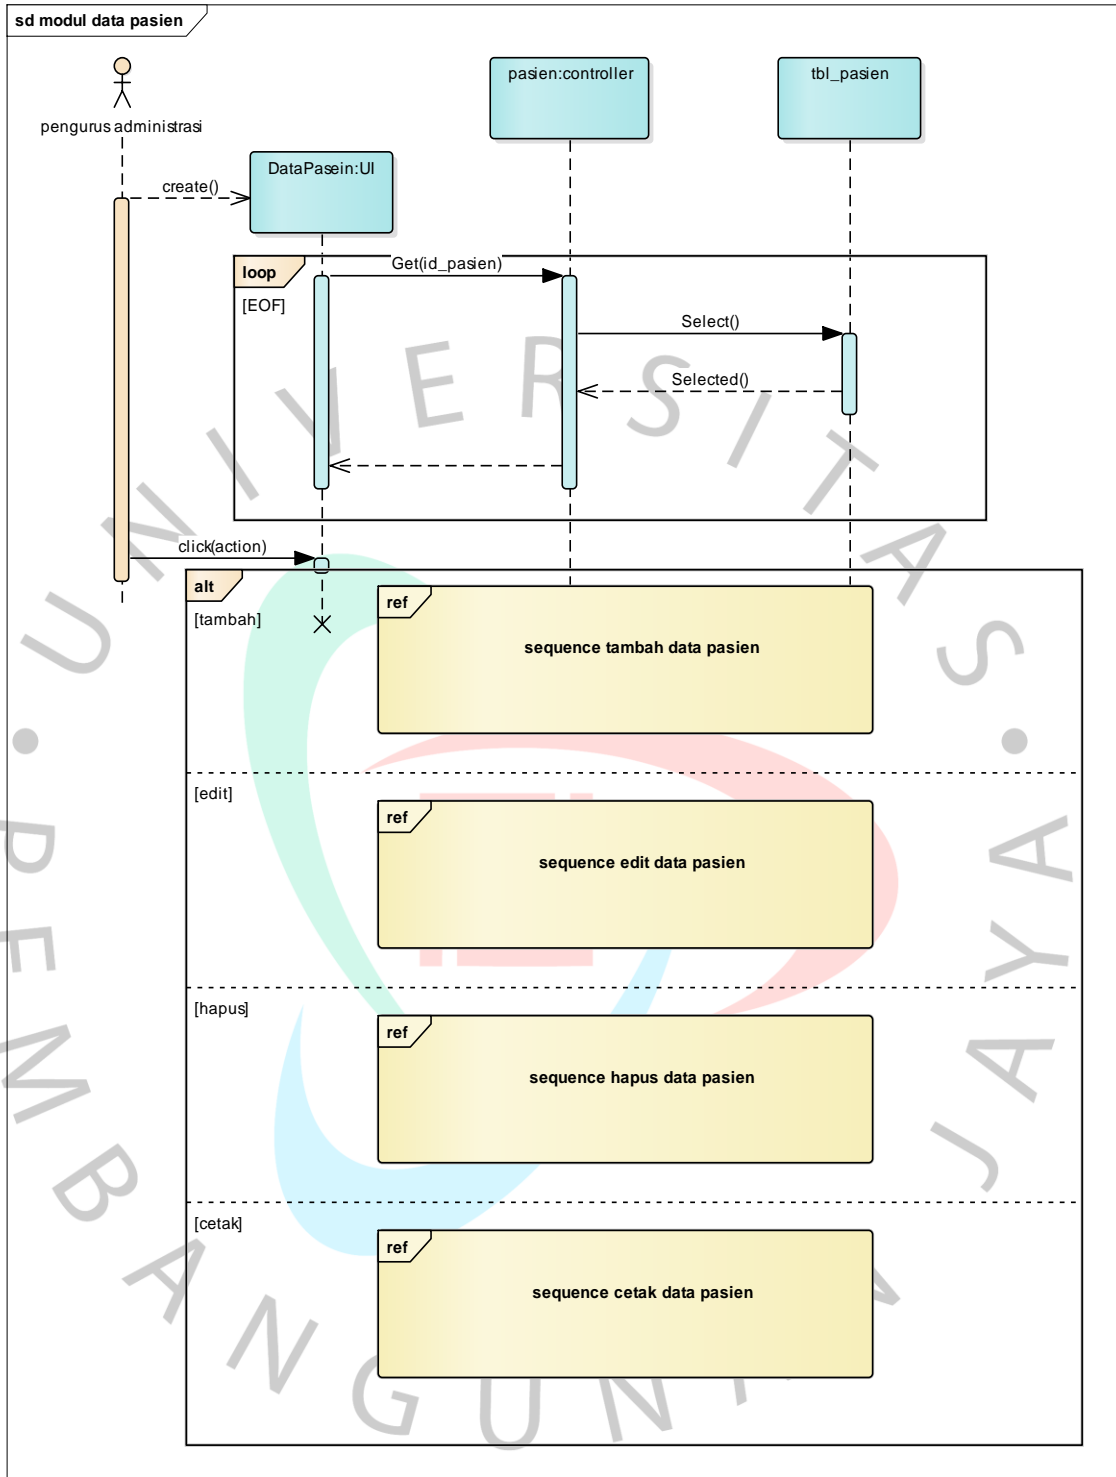 sd modul data pasien
pengurus administrasi
pasien:controller
tbl_pasien
DataPasein:UI
create()
loop
[EOF]
Get(id_pasien)
Select()
Selected()
click(action)
alt
[tambah]
ref
sequence tambah data pasien
[edit]
ref
sequence edit data pasien
[hapus]
ref
sequence hapus data pasien
[cetak]
ref
sequence cetak data pasien
UNIVERSITAS
PEMBANGUNAN JAYA